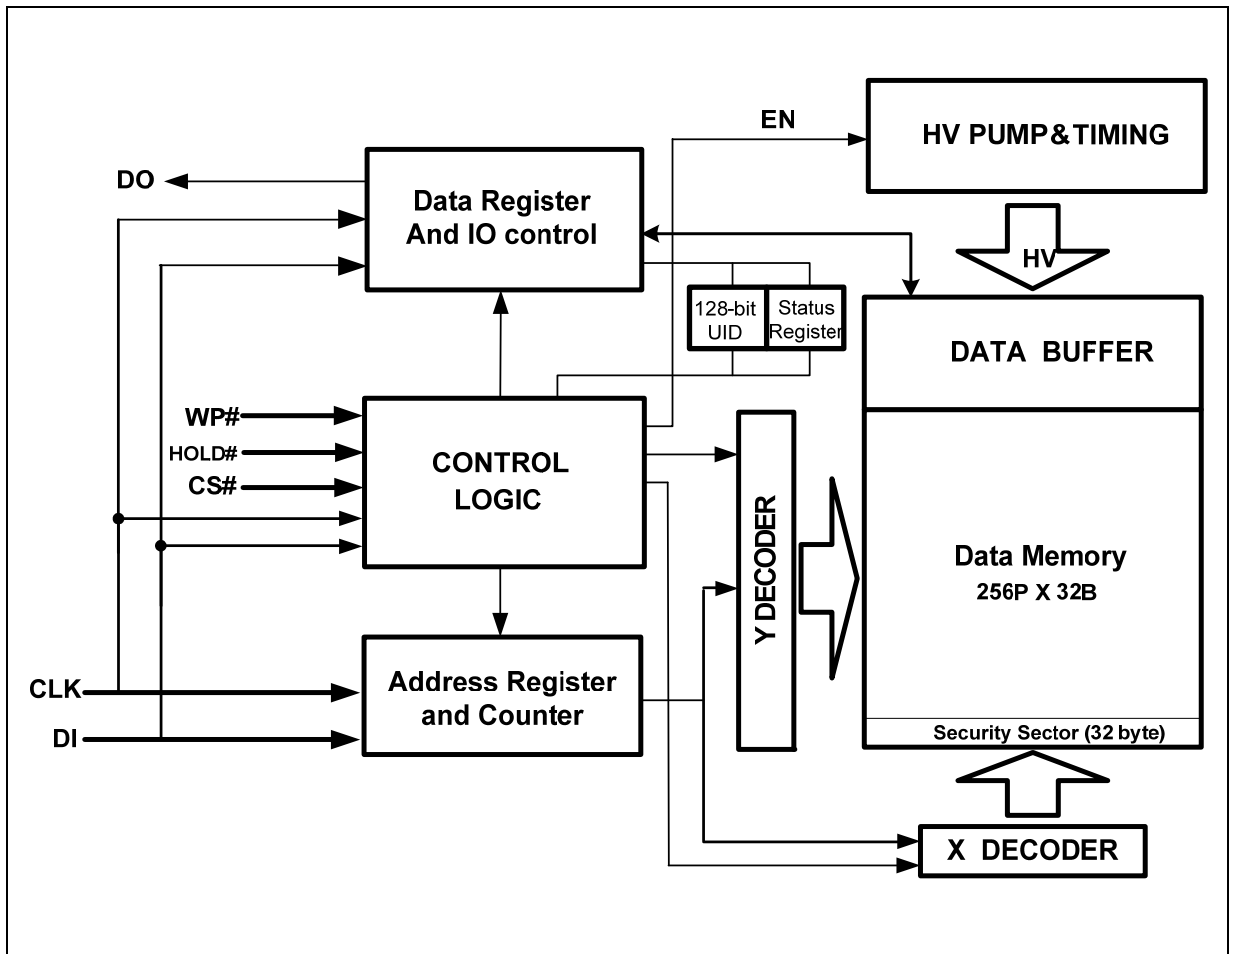 EN
HV PUMP&TIMING
DO
Data Register
And IO control
HV
128-bit
UID
Status
Register
DATA BUFFER
WP#
HOLD#
CS#
CONTROL
LOGIC
Y DECODER
Data Memory
256P X 32B
CLK
DI
Address Register
and Counter
Security Sector (32 byte)
X DECODER